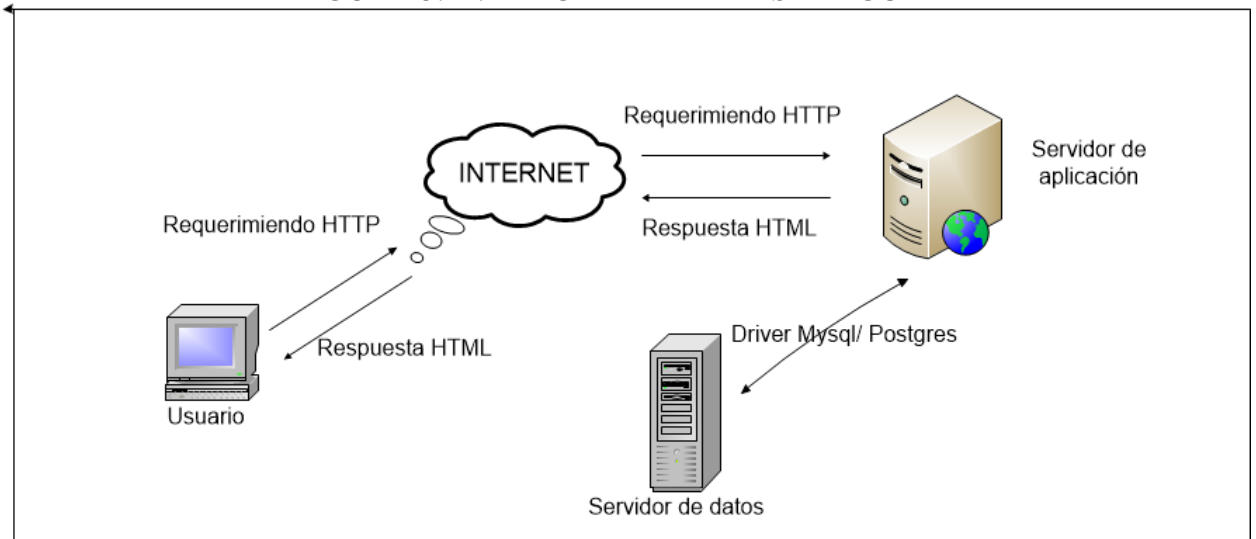 Requerimiendo HTTP
INTERNET
Servidor de
aplicación
Requerimiendo HTTP
Respuesta HTML
Driver Mysql/ Postgres
Respuesta HTML
Usuario
Servidor de datos